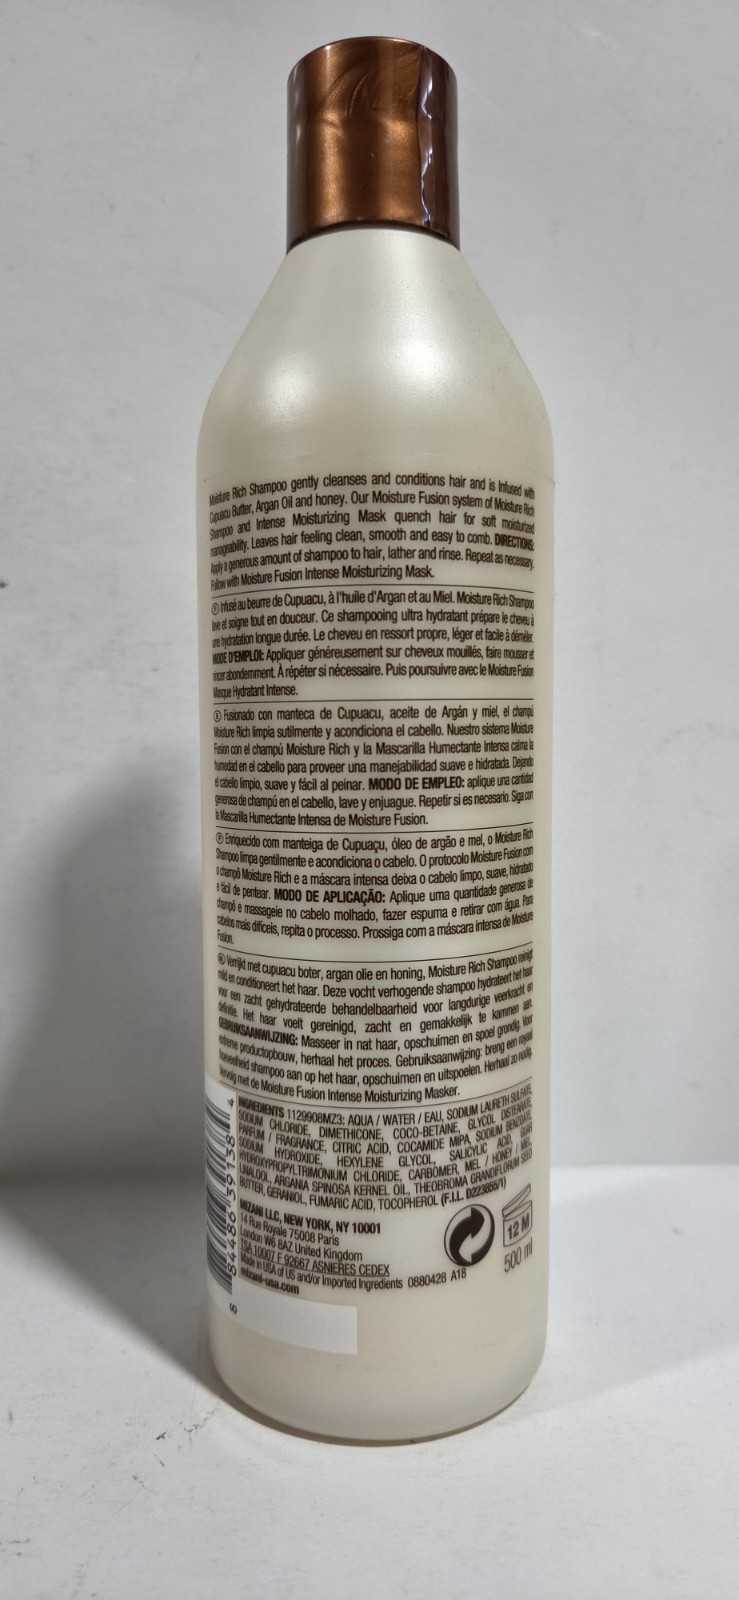 Moisture Rich Shampoo gently cleanses and conditions hair and is Infused with
Cupuacu Butter, Argan Oil and honey. Our Moisture Fusion system of Moisture Rich
Shampoo and Intense Moisturizing Mask quench hair for soft moisturized
manageability. Leaves hair feeling clean, smooth and easy to comb. DIRECTIONS:
Apply a generous amount of shampoo to hair, lather and rinse. Repeat as necessary.
Follow with Moisture Fusion Intense Moisturizing Mask.
F Infusé au beurre de Cupuacu, à l'huile d'Argan et au Miel. Moisture Rich Shampoo
lave et soigne tout en douceur. Ce shampooing ultra hydratant prépare le cheveu à
une hydratation longue durée. Le cheveu en ressort propre, léger et facile à démêler.
MODE D'EMPLOI: Appliquer généreusement sur cheveux mouillés, faire mousser et
rincer abondemment. À répéter si nécessaire. Puis poursuivre avec le Moisture Fusion
Masque Hydratant Intense.
E Fusionado con manteca de Cupuacu, aceite de Argán y miel, el champú
Moisture Rich limpia sutilmente y acondiciona el cabello. Nuestro sistema Moisture
Fusion con el champú Moisture Rich y la Mascarilla Humectante Intensa calma la
humedad en el cabello para proveer una manejabilidad suave e hidratada. Dejando
el cabello limpio, suave y fácil al peinar. MODO DE EMPLEO: aplique una cantidad
generosa de champú en el cabello, lave y enjuague. Repetir si es necesario. Siga con
la Mascarilla Humectante Intensa de Moisture Fusion.
P Enriquecido com manteiga de Cupuaçu, óleo de argão e mel, o Moisture Rich
Shampoo limpa gentilmente e acondiciona o cabelo. O protocolo Moisture Fusion com
o champô Moisture Rich e a máscara intensa deixa o cabelo limpo, suave, hidratado
e fácil de pentear. MODO DE APLICAÇÃO: Aplique uma quantidade generosa de
champô e massageie no cabelo molhado, fazer espuma e retirar com água. Para
cabelos mais difíceis, repita o processo. Prossiga com a máscara intensa de Moisture
Fusion.
NL Verrijkt met cupuacu boter, argan olie en honing, Moisture Rich Shampoo reinigt
mild en conditioneert het haar. Deze vocht verhogende shampoo hydrateert het haar
voor een zacht gehydrateerde behandelbaarheid voor langdurige veerkracht en
definitie. Het haar voelt gereinigd, zacht en gemakkelijk te kammen aan.
GEBRUIKSAANWIJZING: Masseer in nat haar, opschuimen en spoel grondig. Voor
extreme productopbouw, herhaal het proces. Gebruiksaanwijzing: breng een royaal
hoeveelheid shampoo aan op het haar, opschuimen en uitspoelen. Herhaal zo nodig.
Vervolg met de Moisture Fusion Intense Moisturizing Masker.
INGREDIENTS 1129908MZ3: AQUA / WATER / EAU, SODIUM LAURETH SULFATE,
SODIUM CHLORIDE, DIMETHICONE, COCO-BETAINE, GLYCOL DISTEARATE,
PARFUM / FRAGRANCE, CITRIC ACID, COCAMIDE MIPA, SODIUM BENZOATE,
SODIUM HYDROXIDE, HEXYLENE GLYCOL, SALICYLIC ACID, GUAR
HYDROXYPROPYLTRIMONIUM CHLORIDE, CARBOMER, MEL / HONEY / MIEL,
LINALOOL, ARGANIA SPINOSA KERNEL OIL, THEOBROMA GRANDIFLORUM SEED
BUTTER, GERANIOL, FUMARIC ACID, TOCOPHEROL (F.I.L. D223855/1)
MIZANI LLC, NEW YORK, NY 10001
14 Rue Royale 75008 Paris
London W6 8AZ United Kingdom
TSA 10007 F 92667 ASNIERES CEDEX
Made in USA of US and/or Imported Ingredients 0880428 A18
mizani-usa.com
12 M
500 ml
8 84486 39138 4